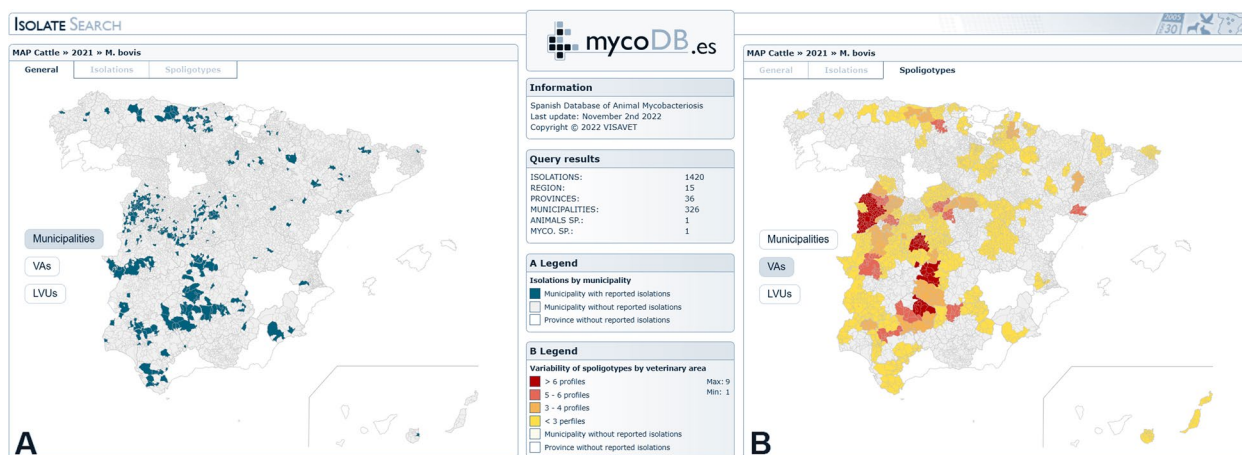 ISOLATE SEARCH
MAP Cattle » 2021 » M. bovis
General Isolations Spoligotypes
Municipalities
VAs
LVUs
A
mycoDB.es
Information
Spanish Database of Animal Mycobacteriosis
Last update: November 2nd 2022
Copyright © 2022 VISAVET
Query results
ISOLATIONS: 1420
REGION: 15
PROVINCES: 36
MUNICIPALITIES: 326
ANIMALS SP.: 1
MYCO. SP.: 1
A Legend
Isolations by municipality
Municipality with reported isolations
Municipality without reported isolations
Province without reported isolations
B Legend
Variability of spoligotypes by veterinary area
> 6 profiles Max: 9
5 - 6 profiles Min: 1
3 - 4 profiles
< 3 perfiles
Municipality without reported isolations
Province without reported isolations
2005
30
MAP Cattle » 2021 » M. bovis
General Isolations Spoligotypes
Municipalities
VAs
LVUs
B